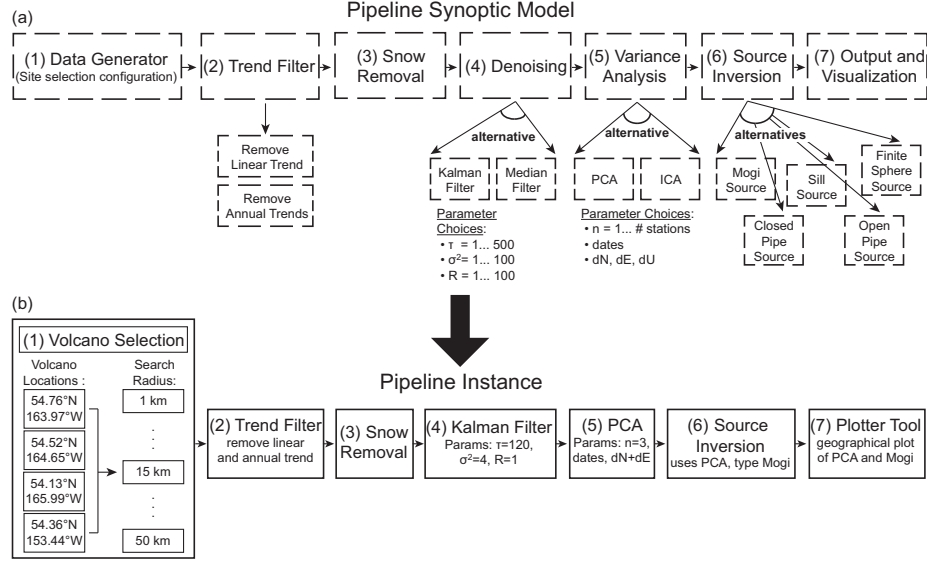 Pipeline Synoptic Model
(a)
(1) Data Generator
(Site selection configuration)
(2) Trend Filter
(3) Snow
Removal
(4) Denoising
(5) Variance
Analysis
(6) Source
Inversion
(7) Output and
Visualization
Remove
Linear Trend
Remove
Annual Trends
alternative
Kalman
Filter
Median
Filter
Parameter
Choices:
• τ = 1... 500
• σ²= 1... 100
• R = 1... 100
alternative
PCA
ICA
Parameter Choices:
• n = 1... # stations
• dates
• dN, dE, dU
alternatives
Mogi
Source
Closed
Pipe
Source
Sill
Source
Open
Pipe
Source
Finite
Sphere
Source
(b)
Pipeline Instance
(1) Volcano Selection
Volcano
Locations :
Search
Radius:
54.76°N
163.97°W
54.52°N
164.65°W
54.13°N
165.99°W
54.36°N
153.44°W
1 km
15 km
50 km
(2) Trend Filter
remove linear
and annual trend
(3) Snow
Removal
(4) Kalman Filter
Params: τ=120,
σ²=4, R=1
(5) PCA
Params: n=3,
dates, dN+dE
(6) Source
Inversion
uses PCA, type Mogi
(7) Plotter Tool
geographical plot
of PCA and Mogi